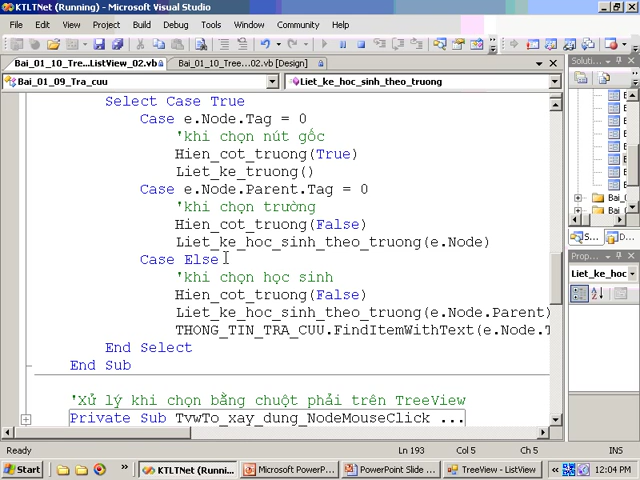 KTLTNet (Running) - Microsoft Visual Studio
File Edit View Project Build Debug Tools Window Community Help
Bai_01_10_Tree...ListView_02.vb Bai_01_10_Tree...02.vb [Design] Soluti...
Bai_01_09_Tra_cuu Liet_ke_hoc_sinh_theo_truong
Select Case True
Case e.Node.Tag = 0
'khi chọn nút gốc
Hien_cot_truong(True)
Liet_ke_truong()
Case e.Node.Parent.Tag = 0
'khi chọn trường
Hien_cot_truong(False)
Liet_ke_hoc_sinh_theo_truong(e.Node)
Case Else
'khi chọn học sinh
Hien_cot_truong(False)
Liet_ke_hoc_sinh_theo_truong(e.Node.Parent)
THONG_TIN_TRA_CUU.FindItemWithText(e.Node.T
End Select
End Sub
'Xử lý khi chọn bằng chuột phải trên TreeView
Private Sub TvwTo_xay_dung_NodeMouseClick ...
Bai_
Bai_
S... D...
Proper...
Liet_ke_hoc
Ready Ln 193 Col 5 Ch 5 INS
Start KTLTNet (Runni... Microsoft PowerP... PowerPoint Slide ... TreeView - ListView 12:04 PM